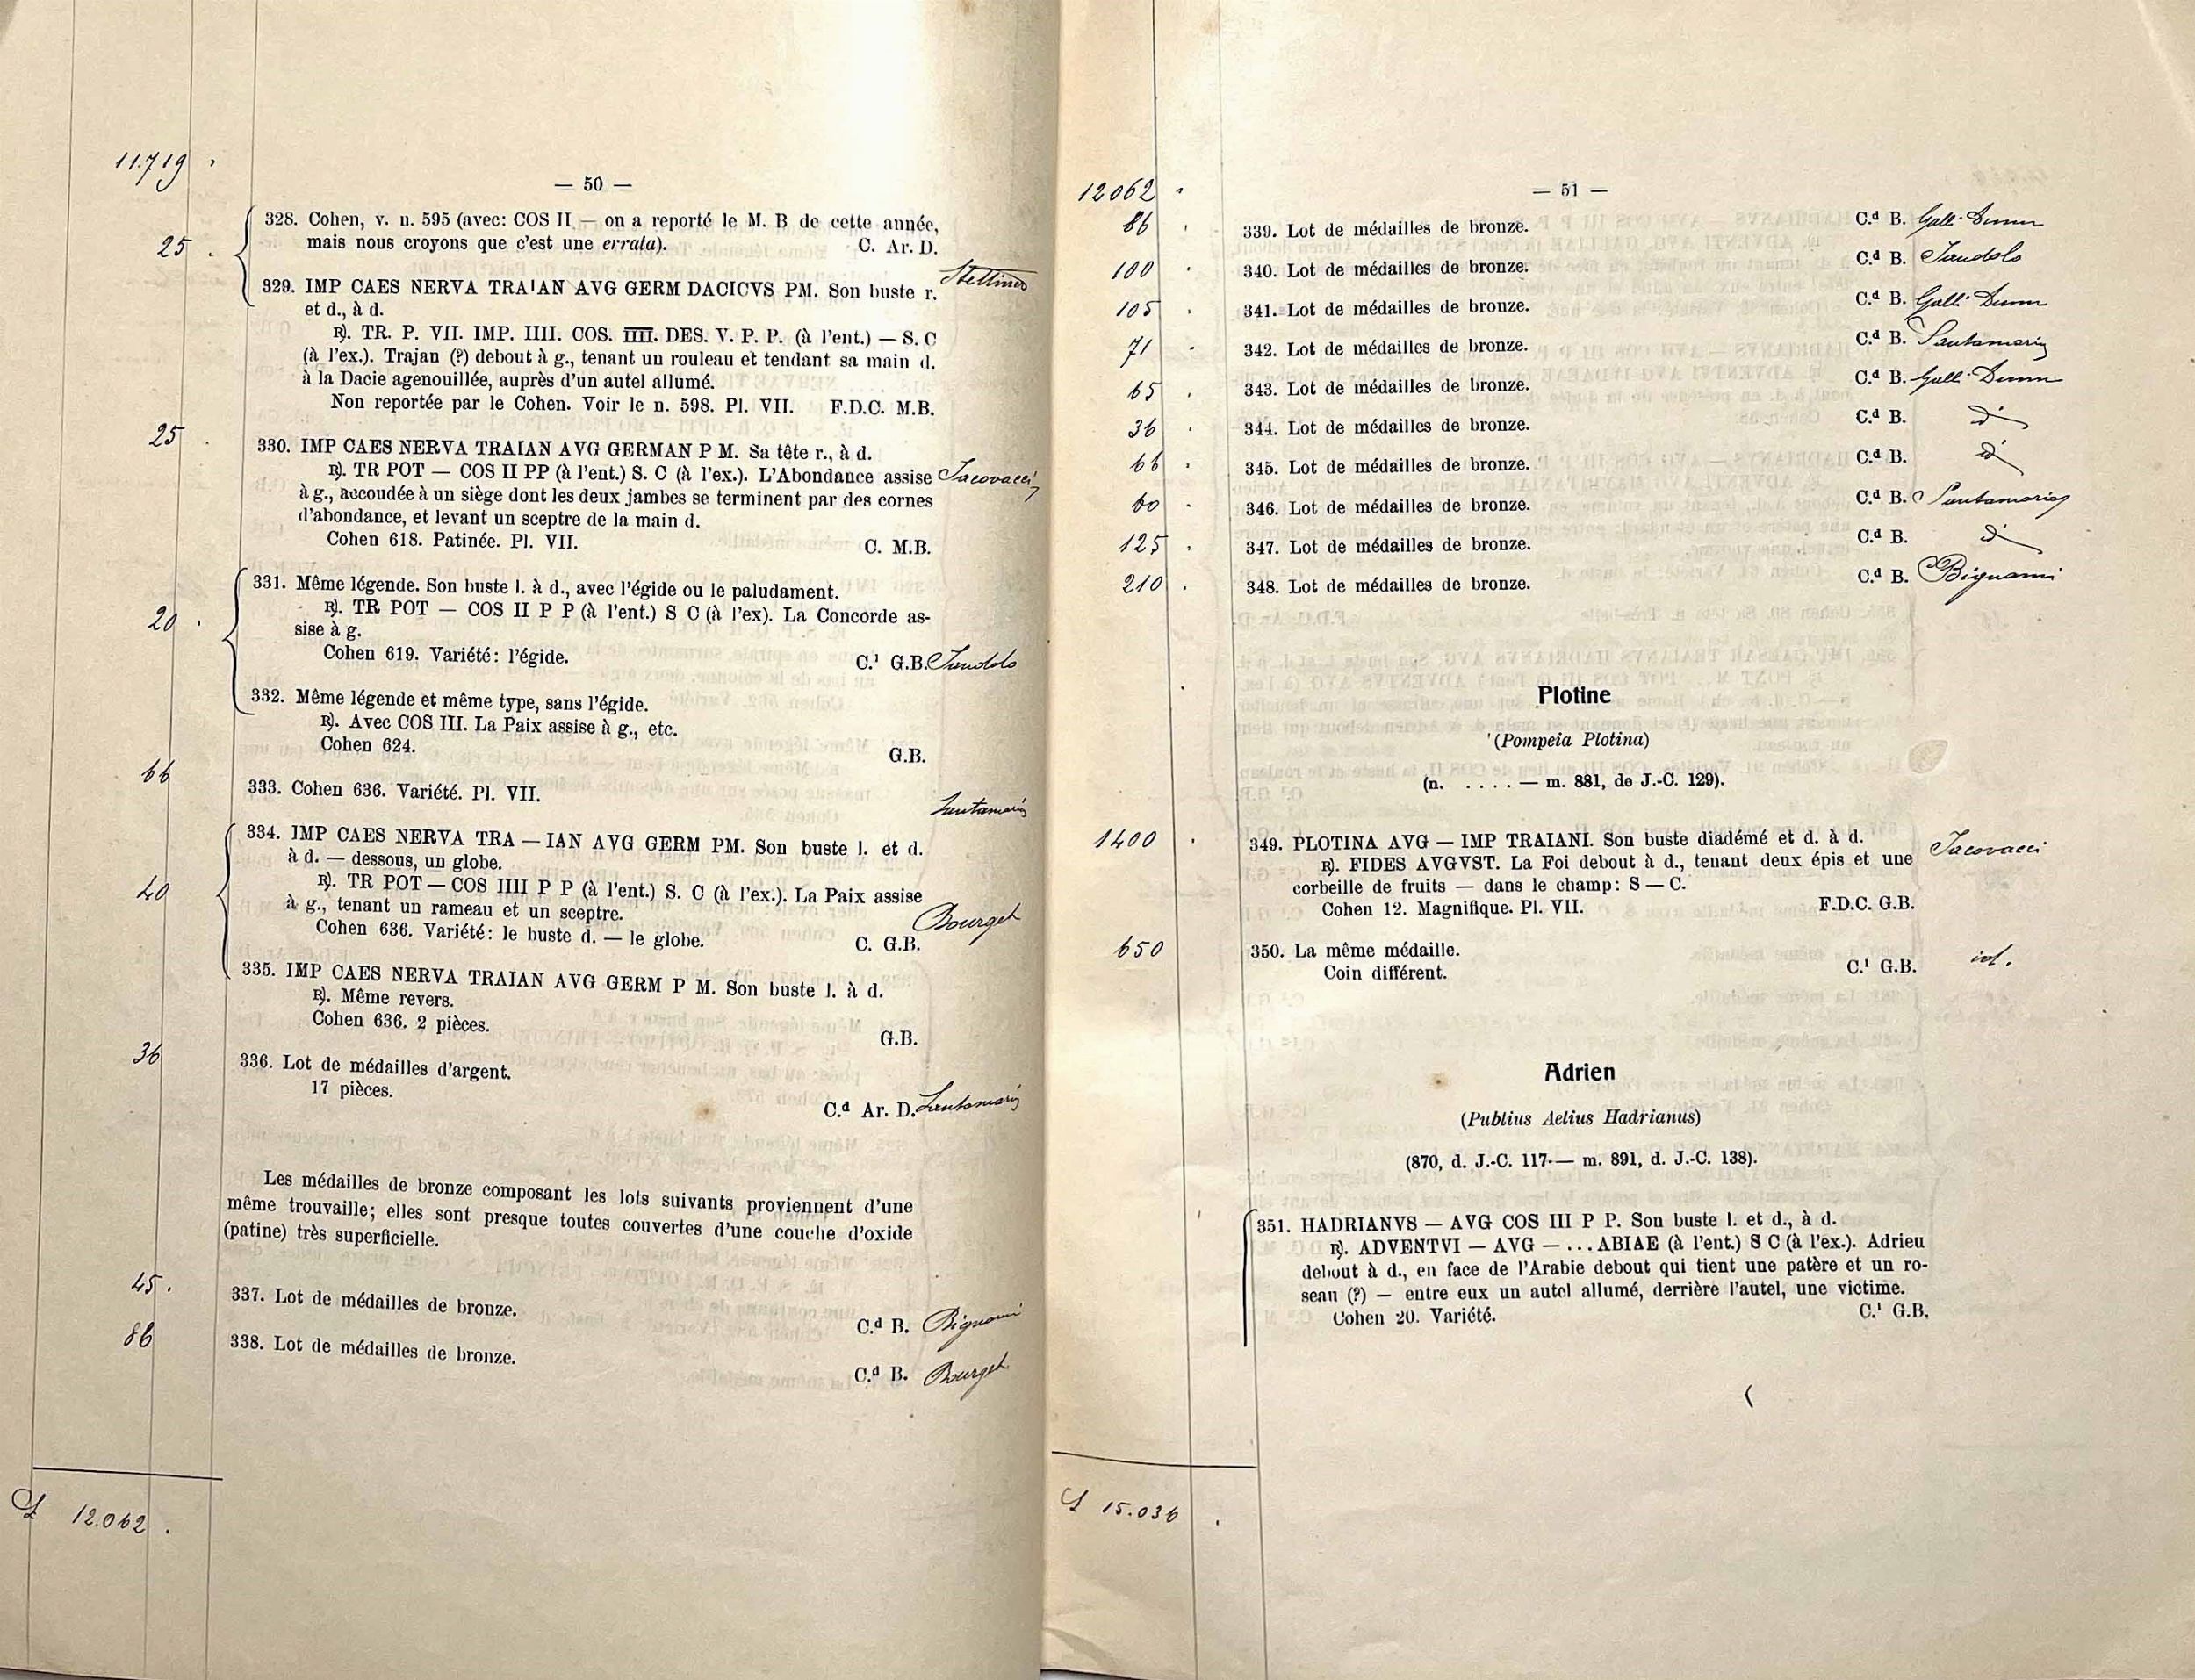 11.719
— 50 —
25. 328. Cohen, v. n. 595 (avec: COS II — on a reporté le M. B de cette année,
mais nous croyons que c'est une errata). C. Ar. D.
Stettiner
329. IMP CAES NERVA TRAIAN AVG GERM DACICVS PM. Son buste r.
et d., à d.
R). TR. P. VII. IMP. IIII. COS. IIII. DES. V. P. P. (à l'ent.) — S. C
(à l'ex.). Trajan (?) debout à g., tenant un rouleau et tendant sa main d.
à la Dacie agenouillée, auprès d'un autel allumé.
Non reportée par le Cohen. Voir le n. 598. Pl. VII. F.D.C. M.B.
25. 330. IMP CAES NERVA TRAIAN AVG GERMAN P M. Sa tête r., à d.
R). TR POT — COS II PP (à l'ent.) S. C (à l'ex.). L'Abondance assise Jacovacci
à g., accoudée à un siège dont les deux jambes se terminent par des cornes
d'abondance, et levant un sceptre de la main d.
Cohen 618. Patinée. Pl. VII. C. M.B.
331. Même légende. Son buste l. à d., avec l'égide ou le paludament.
20. R). TR POT — COS II P P (à l'ent.) S C (à l'ex). La Concorde as-
sise à g.
Cohen 619. Variété: l'égide. C.¹ G.B. Jandolo
332. Même légende et même type, sans l'égide.
R). Avec COS III. La Paix assise à g., etc.
Cohen 624. G.B.
66 333. Cohen 636. Variété. Pl. VII. Santamaria
334. IMP CAES NERVA TRA — IAN AVG GERM PM. Son buste l. et d.
à d. — dessous, un globe.
40 R). TR POT — COS IIII P P (à l'ent.) S. C (à l'ex.). La Paix assise
à g., tenant un rameau et un sceptre. Bourget
Cohen 636. Variété: le buste d. — le globe. C. G.B.
335. IMP CAES NERVA TRAIAN AVG GERM P M. Son buste l. à d.
R). Même revers.
Cohen 636. 2 pièces. G.B.
36 336. Lot de médailles d'argent.
17 pièces. C.ᵈ Ar. D. Santamaria
Les médailles de bronze composant les lots suivants proviennent d'une
même trouvaille; elles sont presque toutes couvertes d'une couche d'oxide
(patine) très superficielle.
45. 337. Lot de médailles de bronze. C.ᵈ B. Bignami
86 338. Lot de médailles de bronze. C.ᵈ B. Bourget
£ 12.062.
12062
— 51 —
86 339. Lot de médailles de bronze. C.ᵈ B. Galli-Dunn
100 340. Lot de médailles de bronze. C.ᵈ B. Jandolo
105 341. Lot de médailles de bronze. C.ᵈ B. Galli-Dunn
71 342. Lot de médailles de bronze. C.ᵈ B. Santamaria
65 343. Lot de médailles de bronze. C.ᵈ B. Galli-Dunn
36 344. Lot de médailles de bronze. C.ᵈ B. id
66 345. Lot de médailles de bronze. C.ᵈ B. id
60 346. Lot de médailles de bronze. C.ᵈ B. Santamaria
125 347. Lot de médailles de bronze. C.ᵈ B. id
210 348. Lot de médailles de bronze. C.ᵈ B. Bignami
Plotine
(Pompeia Plotina)
(n. . . . . — m. 881, de J.-C. 129).
1400 349. PLOTINA AVG — IMP TRAIANI. Son buste diadémé et d. à d. Jacovacci
R). FIDES AVGVST. La Foi debout à d., tenant deux épis et une
corbeille de fruits — dans le champ: S — C.
Cohen 12. Magnifique. Pl. VII. F.D.C. G.B.
650 350. La même médaille. id.
Coin différent. C.¹ G.B.
Adrien
(Publius Aelius Hadrianus)
(870, d. J.-C. 117 — m. 891, d. J.-C. 138).
351. HADRIANVS — AVG COS III P P. Son buste l. et d., à d.
R). ADVENTVI — AVG — ...ABIAE (à l'ent.) S C (à l'ex.). Adrieu
debout à d., en face de l'Arabie debout qui tient une patère et un ro-
seau (?) — entre eux un autel allumé, derrière l'autel, une victime.
Cohen 20. Variété. C.¹ G.B.
£ 15.036.